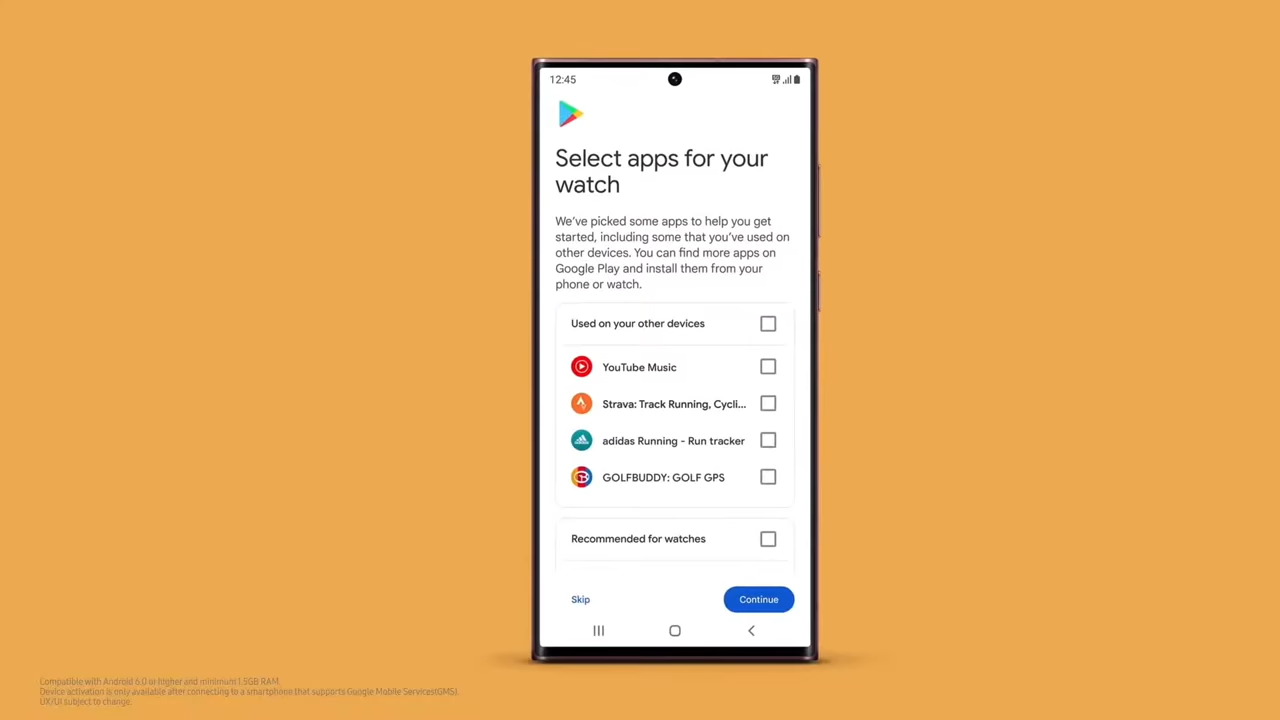 12:45
Select apps for your
watch
We've picked some apps to help you get
started, including some that you've used on
other devices. You can find more apps on
Google Play and install them from your
phone or watch.
Used on your other devices
YouTube Music
Strava: Track Running, Cycli...
adidas Running - Run tracker
GOLFBUDDY: GOLF GPS
Recommended for watches
Skip
Continue
Compatible with Android 6.0 or higher and minimum 1.5GB RAM.
Device activation is only available after connecting to a smartphone that supports Google Mobile Services(GMS).
UX/UI subject to change.